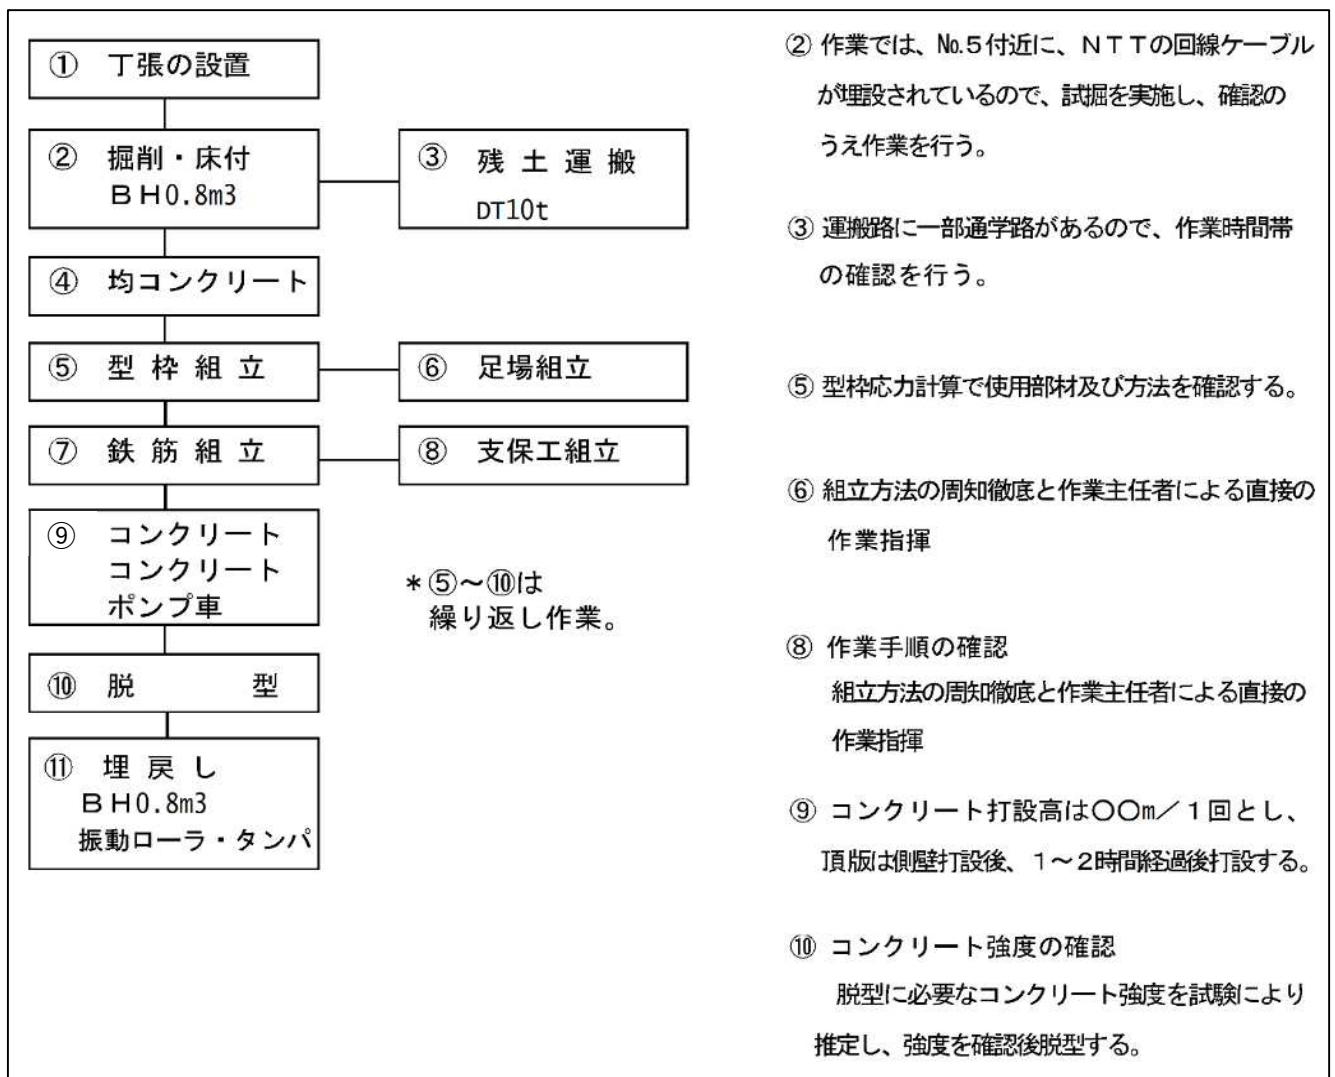 ① 丁張の設置
② 掘削・床付
ＢＨ0.8m3
③ 残土運搬
DT10t
④ 均コンクリート
⑤ 型枠組立
⑥ 足場組立
⑦ 鉄筋組立
⑧ 支保工組立
⑨ コンクリート
コンクリート
ポンプ車
＊⑤～⑩は
繰り返し作業。
⑩ 脱型
⑪ 埋戻し
ＢＨ0.8m3
振動ローラ・タンパ
② 作業では、№５付近に、ＮＴＴの回線ケーブル
が埋設されているので、試掘を実施し、確認の
うえ作業を行う。
③ 運搬路に一部通学路があるので、作業時間帯
の確認を行う。
⑤ 型枠応力計算で使用部材及び方法を確認する。
⑥ 組立方法の周知徹底と作業主任者による直接の
作業指揮
⑧ 作業手順の確認
組立方法の周知徹底と作業主任者による直接の
作業指揮
⑨ コンクリート打設高は〇〇m／１回とし、
頂版は側壁打設後、１～２時間経過後打設する。
⑩ コンクリート強度の確認
脱型に必要なコンクリート強度を試験により
推定し、強度を確認後脱型する。